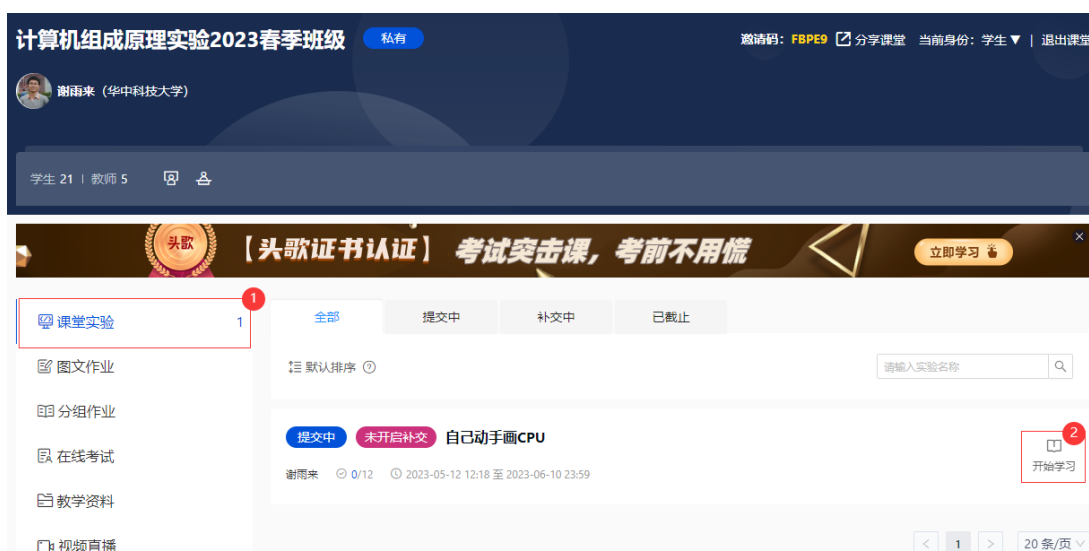 计算机组成原理实验2023春季班级 私有 邀请码：FBPE9 分享课堂 当前身份：学生▼ | 退出课堂
谢雨来（华中科技大学）
学生 21 | 教师 5
头歌 【头歌证书认证】 考试突击课，考前不用慌 立即学习
1
课堂实验 1 全部 提交中 补交中 已截止
图文作业 默认排序 请输入实验名称
分组作业
提交中 未开启补交 自己动手画CPU 2
在线考试 谢雨来 0/12 2023-05-12 12:18 至 2023-06-10 23:59 开始学习
教学资料
视频直播 < 1 > 20 条/页